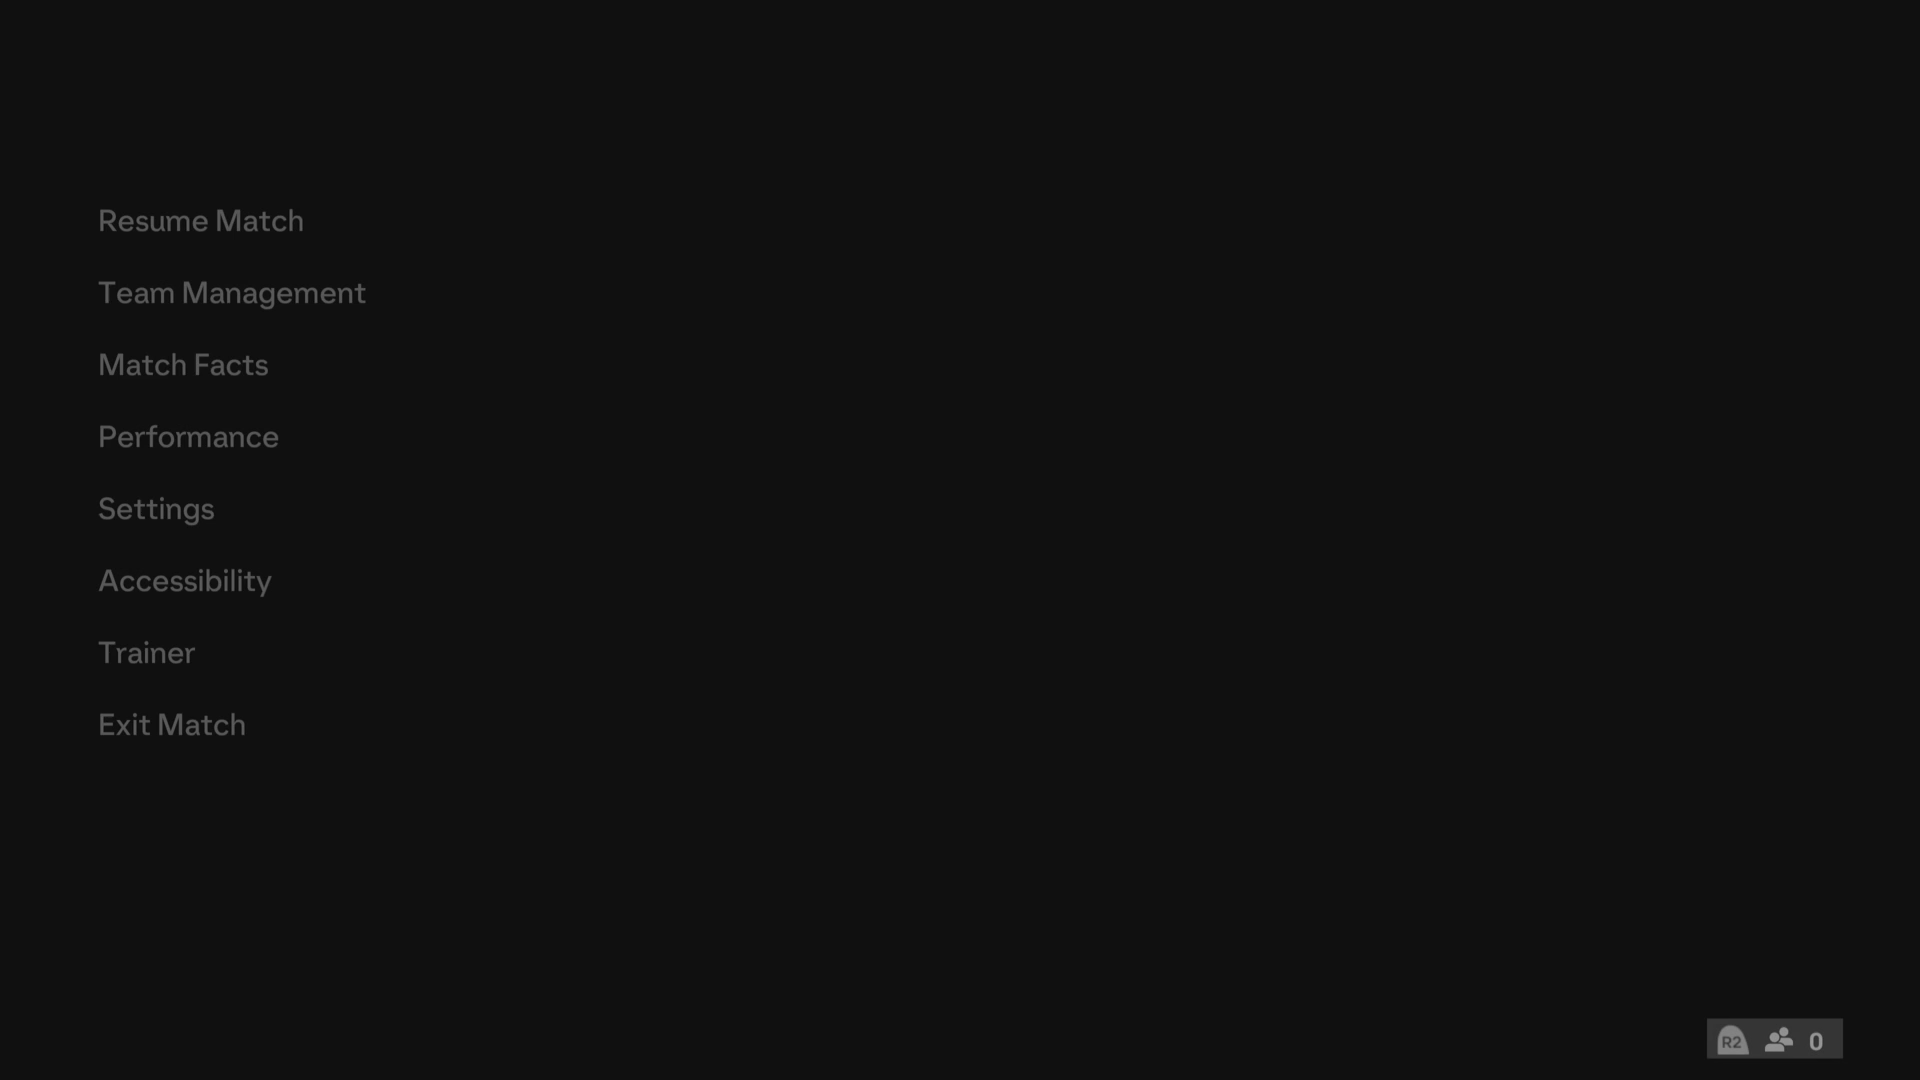 Resume Match
Team Management
Match Facts
Performance
Settings
Accessibility
Trainer
Exit Match
R2 0